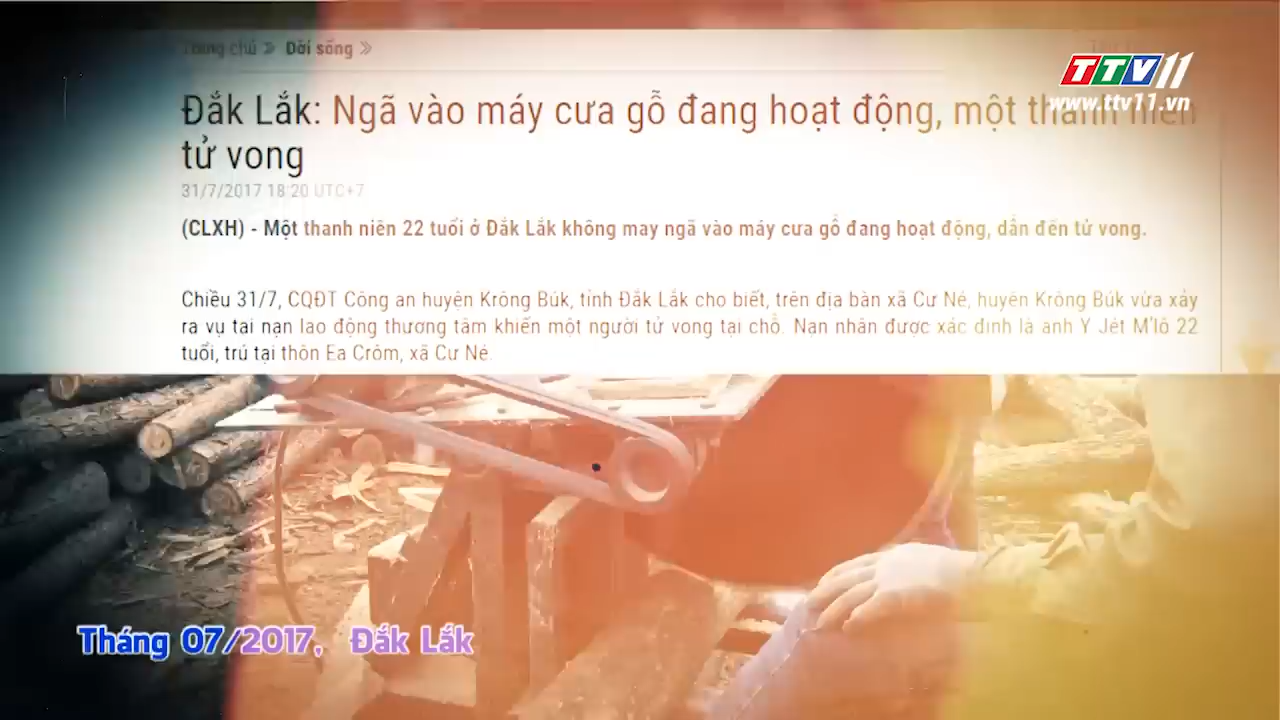 Trang chủ » Đời sống »
TTV11
www.ttv11.vn
Đắk Lắk: Ngã vào máy cưa gỗ đang hoạt động, một thanh niên
tử vong
31/7/2017 18:20 UTC+7
(CLXH) - Một thanh niên 22 tuổi ở Đắk Lắk không may ngã vào máy cưa gỗ đang hoạt động, dẫn đến tử vong.
Chiều 31/7, CQĐT Công an huyện Krông Búk, tỉnh Đắk Lắk cho biết, trên địa bàn xã Cư Né, huyện Krông Búk vừa xảy
ra vụ tai nạn lao động thương tâm khiến một người tử vong tại chỗ. Nạn nhân được xác định là anh Y Jét M'lô 22
tuổi, trú tại thôn Ea Crôm, xã Cư Né.
Tháng 07/2017, Đắk Lắk